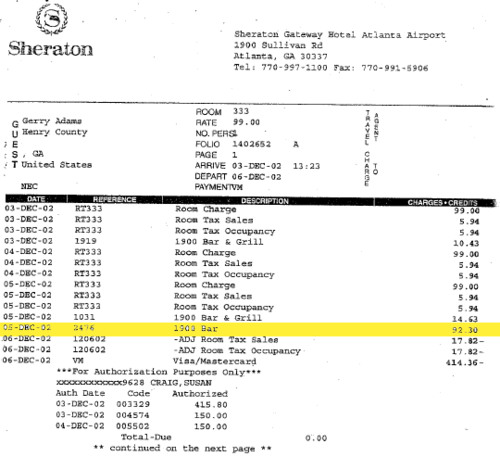 Sheraton
Sheraton Gateway Hotel Atlanta Airport
1900 Sullivan Rd
Atlanta, GA 30337
Tel: 770-997-1100 Fax: 770-991-5906
GUEST
Gerry Adams
Henry County
, GA
United States
NEC
ROOM 333
RATE 99.00
NO. PERS 1
FOLIO 1402652 A
PAGE 1
ARRIVE 03-DEC-02 13:23
DEPART 06-DEC-02
PAYMENT VM
TRAVEL AGENT
CHARGE TO
DATE REFERENCE DESCRIPTION CHARGES • CREDITS
03-DEC-02 RT333 Room Charge 99.00
03-DEC-02 RT333 Room Tax Sales 5.94
03-DEC-02 RT333 Room Tax Occupancy 5.94
03-DEC-02 1919 1900 Bar & Grill 10.43
04-DEC-02 RT333 Room Charge 99.00
04-DEC-02 RT333 Room Tax Sales 5.94
04-DEC-02 RT333 Room Tax Occupancy 5.94
05-DEC-02 RT333 Room Charge 99.00
05-DEC-02 RT333 Room Tax Sales 5.94
05-DEC-02 RT333 Room Tax Occupancy 5.94
05-DEC-02 1031 1900 Bar & Grill 14.63
05-DEC-02 2476 1900 Bar 92.30
06-DEC-02 120602 -ADJ Room Tax Sales 17.82-
06-DEC-02 120602 -ADJ Room Tax Occupancy 17.82-
06-DEC-02 VM Visa/Mastercard 414.36-
***For Authorization Purposes Only***
xxxxxxxxxxxx9628 CRAIG,SUSAN
Auth Date Code Authorized
03-DEC-02 003329 415.80
03-DEC-02 004574 150.00
04-DEC-02 005502 150.00
Total-Due 0.00
** continued on the next page **